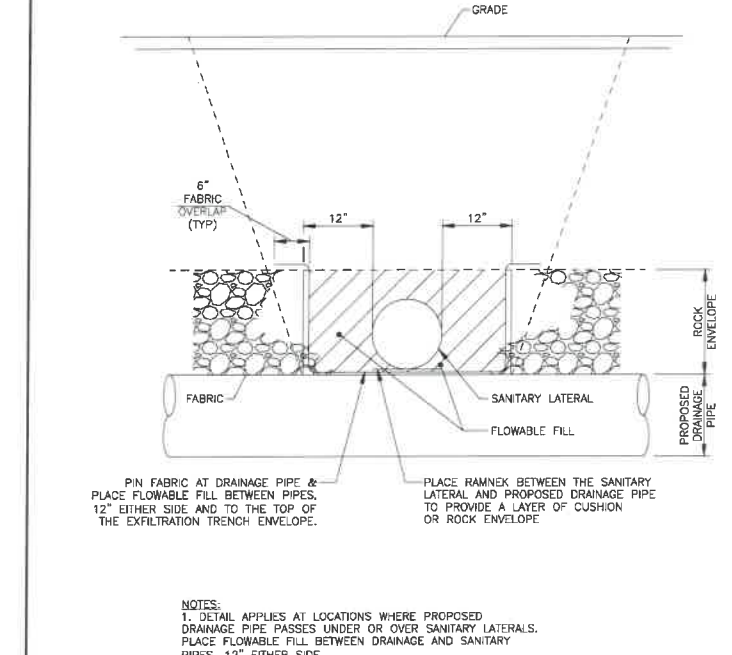 GRADE
6"
FABRIC
OVERLAP
(TYP)
12"
12"
ROCK
ENVELOPE
FABRIC
SANITARY LATERAL
FLOWABLE FILL
PROPOSED
DRAINAGE
PIPE
PIN FABRIC AT DRAINAGE PIPE &
PLACE FLOWABLE FILL BETWEEN PIPES,
12" EITHER SIDE AND TO THE TOP OF
THE EXFILTRATION TRENCH ENVELOPE.
PLACE RAMNEK BETWEEN THE SANITARY
LATERAL AND PROPOSED DRAINAGE PIPE
TO PROVIDE A LAYER OF CUSHION
OR ROCK ENVELOPE
NOTES:
1. DETAIL APPLIES AT LOCATIONS WHERE PROPOSED
DRAINAGE PIPE PASSES UNDER OR OVER SANITARY LATERALS.
PLACE FLOWABLE FILL BETWEEN DRAINAGE AND SANITARY
PIPES, 12" EITHER SIDE